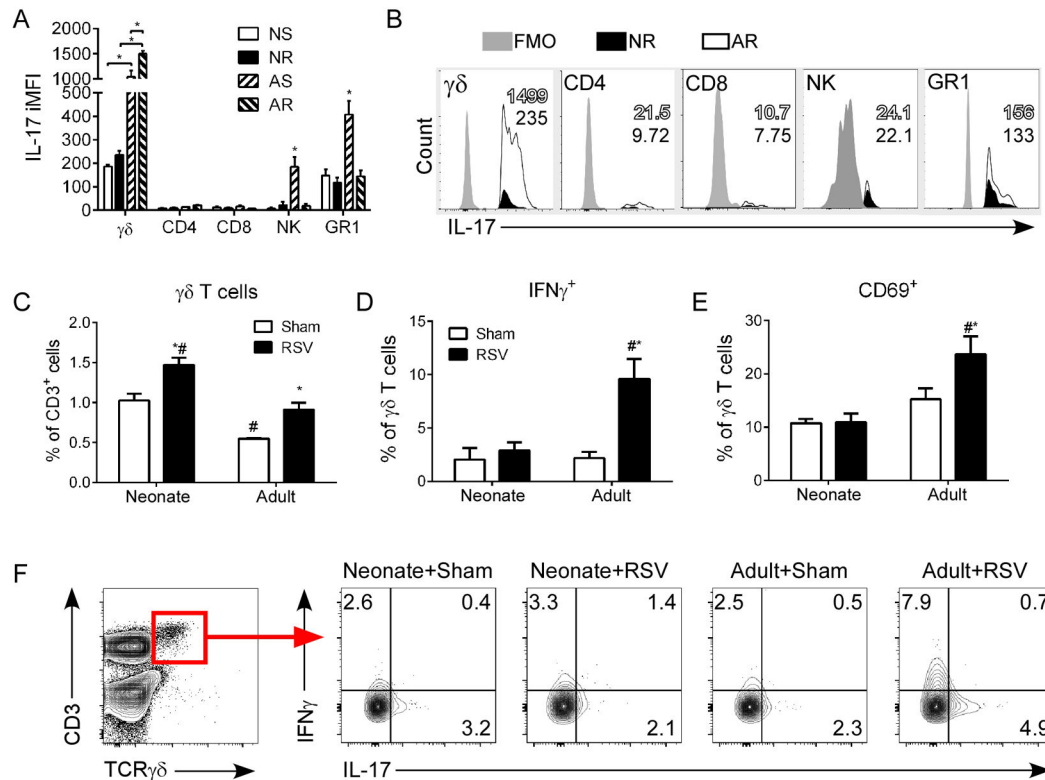 A
IL-17 iMFI
2000
1500
1000
500
400
300
200
100
0
* * *
* *
NS
NR
AS
AR
γδ CD4 CD8 NK GR1
B
FMO NR AR
Count
γδ 1499 235
CD4 21.5 9.72
CD8 10.7 7.75
NK 24.1 22.1
GR1 156 133
IL-17
C
γδ T cells
% of CD3+ cells
2.0
1.5
1.0
0.5
0.0
Sham
RSV
*#
#
*
Neonate Adult
D
IFNγ+
% of γδ T cells
15
10
5
0
Sham
RSV
#*
Neonate Adult
E
CD69+
% of γδ T cells
30
20
10
0
#*
Neonate Adult
F
CD3
TCRγδ
IFNγ
Neonate+Sham Neonate+RSV Adult+Sham Adult+RSV
2.6 0.4 3.3 1.4 2.5 0.5 7.9 0.7
3.2 2.1 2.3 4.9
IL-17